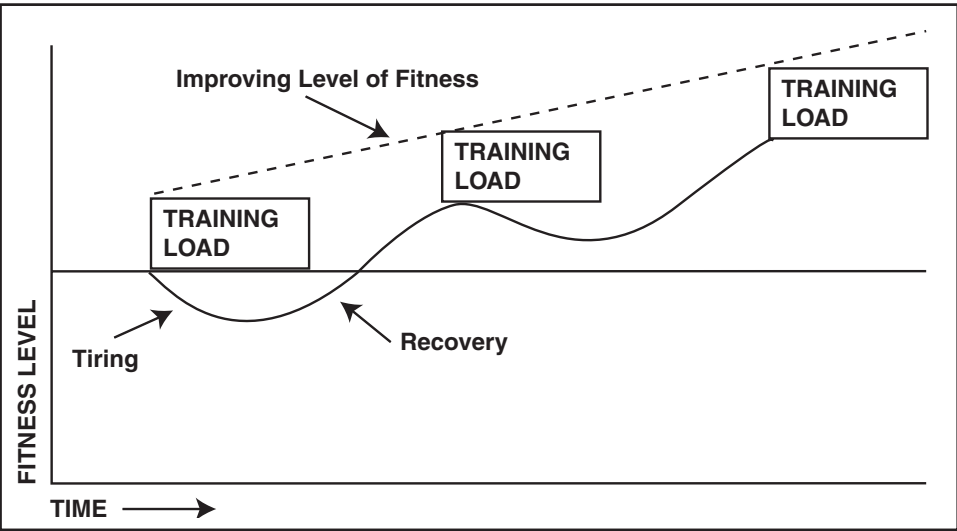 Improving Level of Fitness
TRAINING
LOAD
TRAINING
LOAD
TRAINING
LOAD
Tiring
Recovery
FITNESS LEVEL
TIME